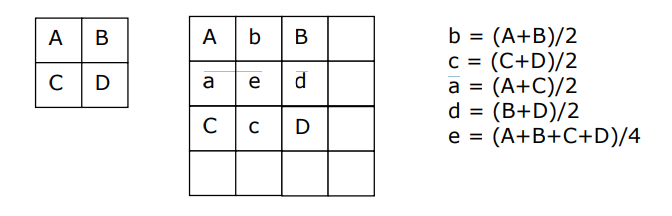 A B
C D
A b B
a e d
C c D
b = (A+B)/2
c = (C+D)/2
a = (A+C)/2
d = (B+D)/2
e = (A+B+C+D)/4